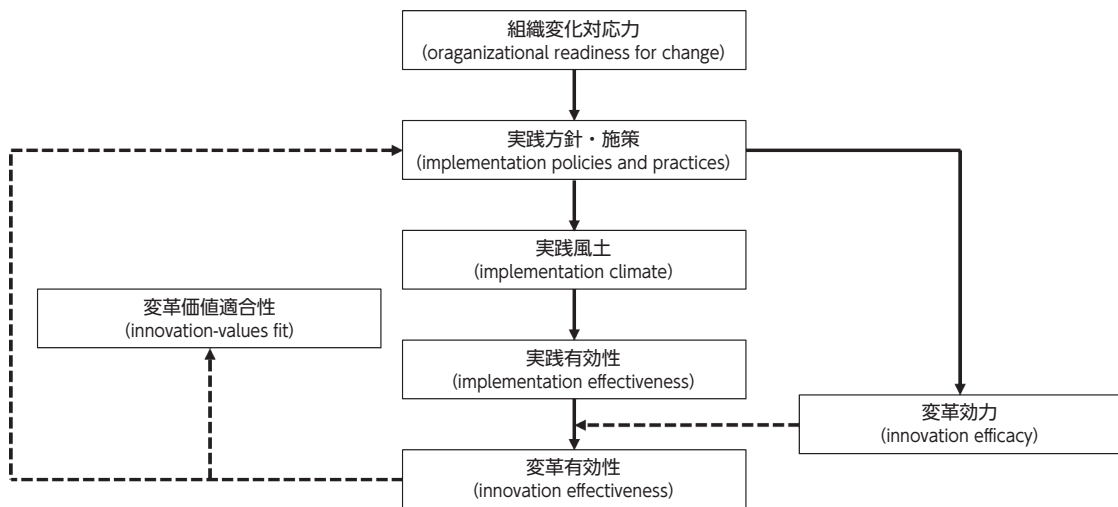 組織変化対応力
(oraganizational readiness for change)
実践方針・施策
(implementation policies and practices)
実践風土
(implementation climate)
変革価値適合性
(innovation-values fit)
実践有効性
(implementation effectiveness)
変革効力
(innovation efficacy)
変革有効性
(innovation effectiveness)